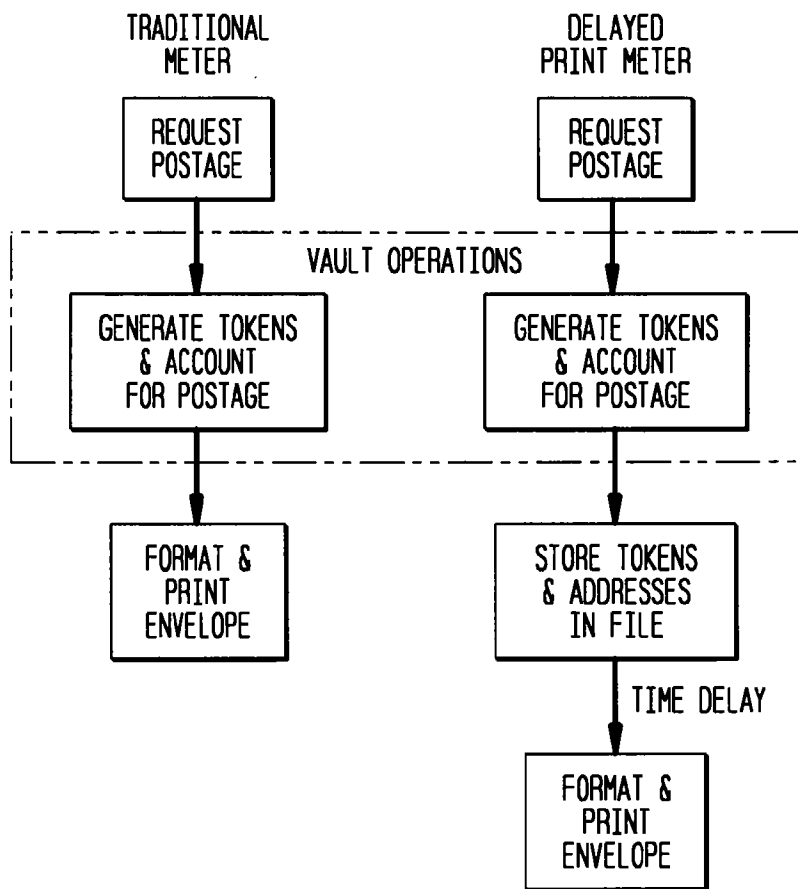 TRADITIONAL
METER
REQUEST
POSTAGE
DELAYED
PRINT METER
REQUEST
POSTAGE
VAULT OPERATIONS
GENERATE TOKENS
& ACCOUNT
FOR POSTAGE
GENERATE TOKENS
& ACCOUNT
FOR POSTAGE
FORMAT &
PRINT
ENVELOPE
STORE TOKENS
& ADDRESSES
IN FILE
TIME DELAY
FORMAT &
PRINT
ENVELOPE